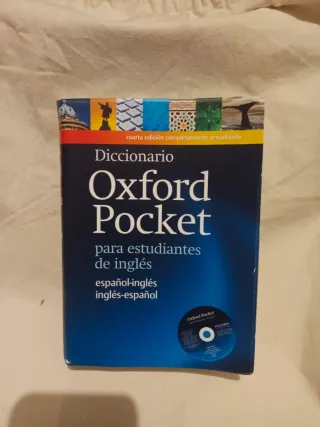 cuarta edición completamente actualizada
Diccionario
Oxford
Pocket
para estudiantes
de inglés
español-inglés
inglés-español
Oxford Pocket